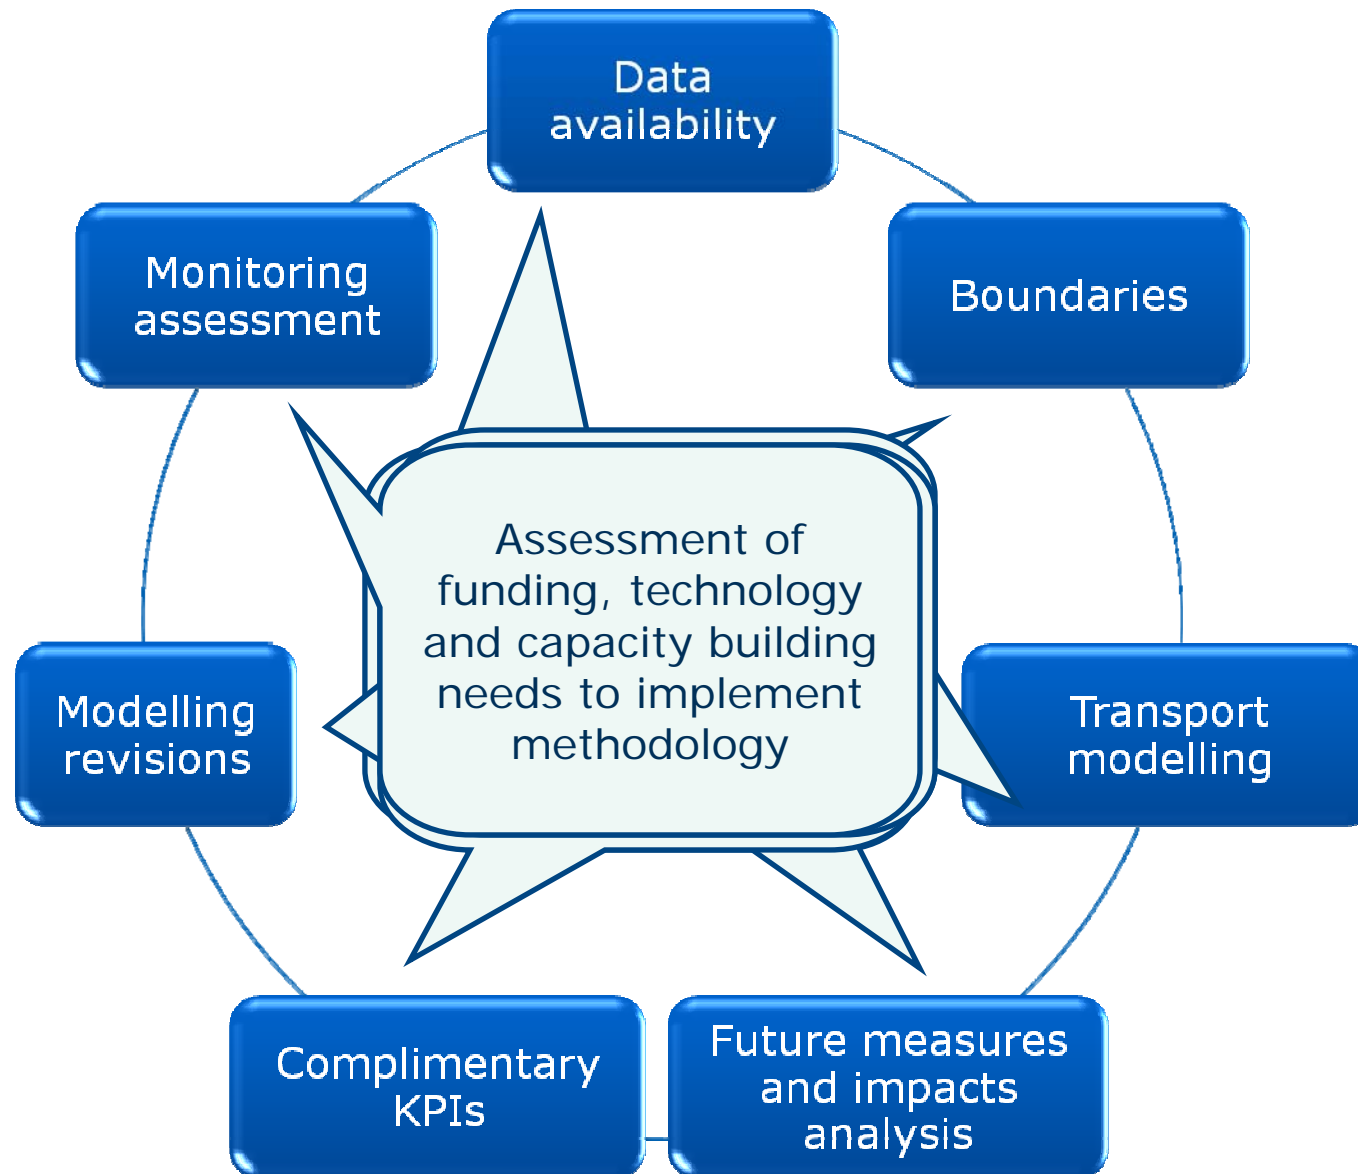 Data
availability
Monitoring
assessment
Boundaries
Assessment of
funding, technology
and capacity building
needs to implement
methodology
Modelling
revisions
Transport
modelling
Complimentary
KPIs
Future measures
and impacts
analysis